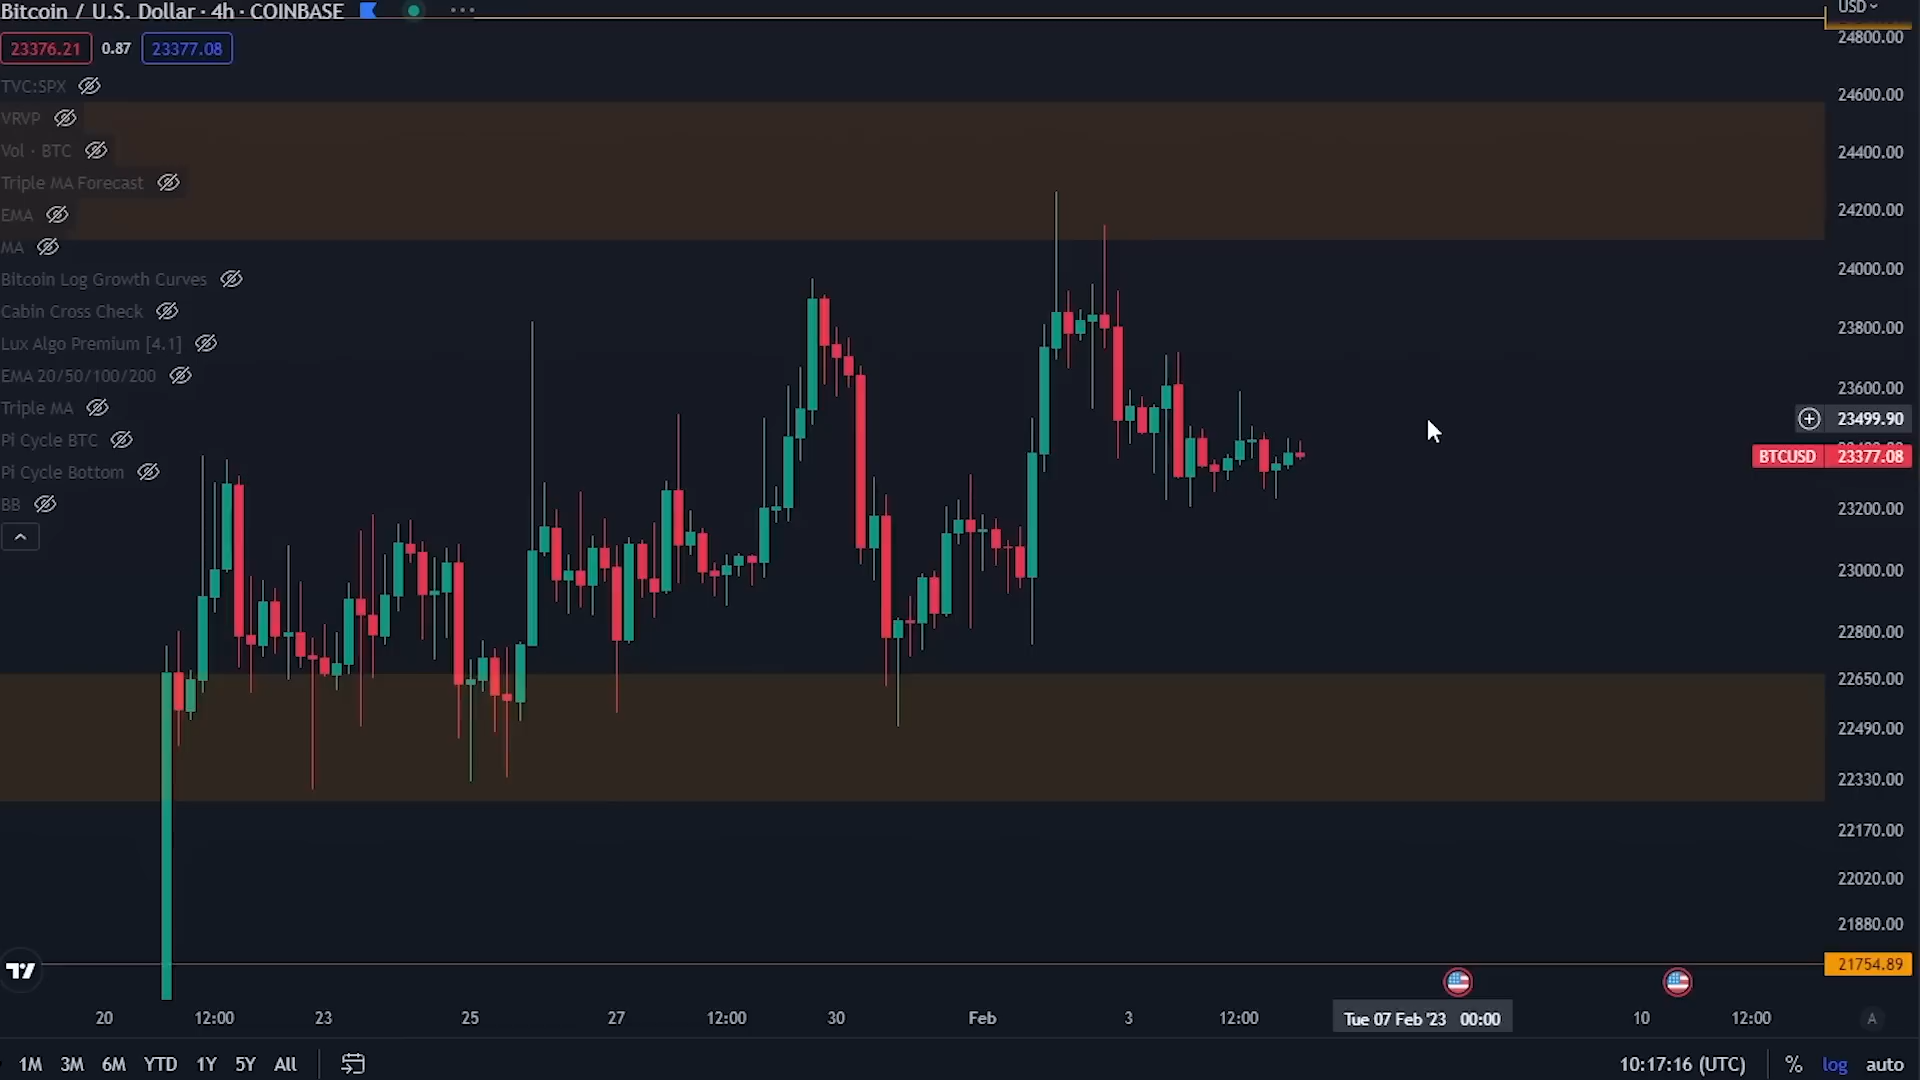 Bitcoin / U.S. Dollar · 4h · COINBASE
USD
23376.21 0.87 23377.08
TVC:SPX
VRVP
Vol · BTC
Triple MA Forecast
EMA
MA
Bitcoin Log Growth Curves
Cabin Cross Check
Lux Algo Premium [4.1]
EMA 20/50/100/200
Triple MA
Pi Cycle BTC
Pi Cycle Bottom
BB
24800.00
24600.00
24400.00
24200.00
24000.00
23800.00
23600.00
23499.90
BTCUSD 23377.08
23200.00
23000.00
22800.00
22650.00
22490.00
22330.00
22170.00
22020.00
21880.00
21754.89
20 12:00 23 25 27 12:00 30 Feb 3 12:00 Tue 07 Feb '23 00:00 10 12:00 A
1M 3M 6M YTD 1Y 5Y All 10:17:16 (UTC) % log auto